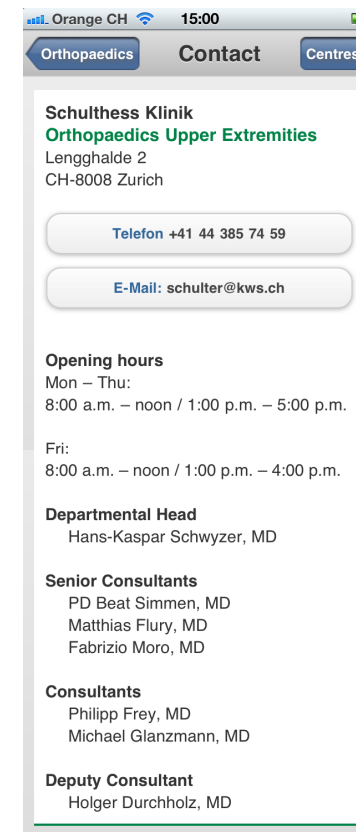 Orange CH 15:00
Orthopaedics Contact Centres
Schulthess Klinik
Orthopaedics Upper Extremities
Lengghalde 2
CH-8008 Zurich
Telefon +41 44 385 74 59
E-Mail: schulter@kws.ch
Opening hours
Mon – Thu:
8:00 a.m. – noon / 1:00 p.m. – 5:00 p.m.
Fri:
8:00 a.m. – noon / 1:00 p.m. – 4:00 p.m.
Departmental Head
Hans-Kaspar Schwyzer, MD
Senior Consultants
PD Beat Simmen, MD
Matthias Flury, MD
Fabrizio Moro, MD
Consultants
Philipp Frey, MD
Michael Glanzmann, MD
Deputy Consultant
Holger Durchholz, MD